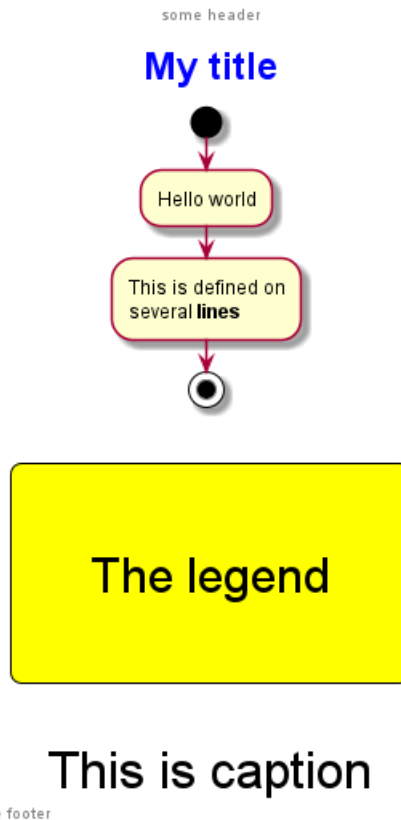 some header
My title
Hello world
This is defined on
several lines
The legend
This is caption
footer